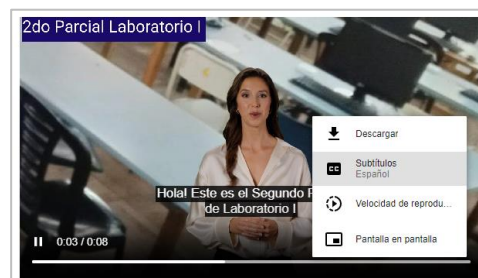 2do Parcial Laboratorio I
Descargar
Subtítulos
Español
Hola! Este es el Segundo
de Laboratorio I
Velocidad de reprodu...
0:03 / 0:08
Pantalla en pantalla